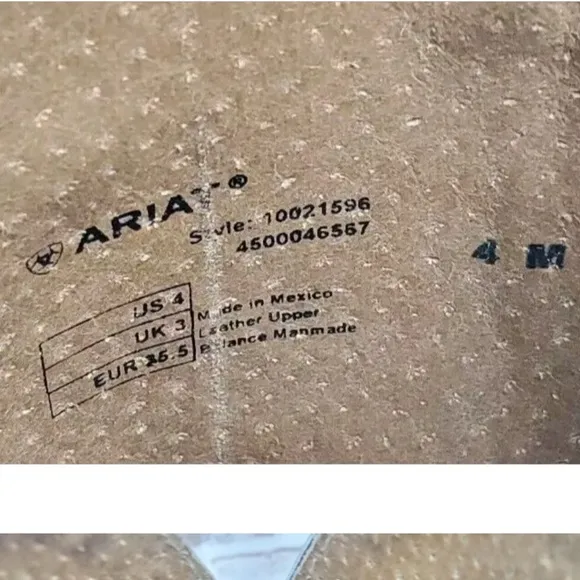 ARIAT®
Style: 10021596
4500046567
4 M
US 4
UK 3
EUR 35.5
Made in Mexico
Leather Upper
Balance Manmade